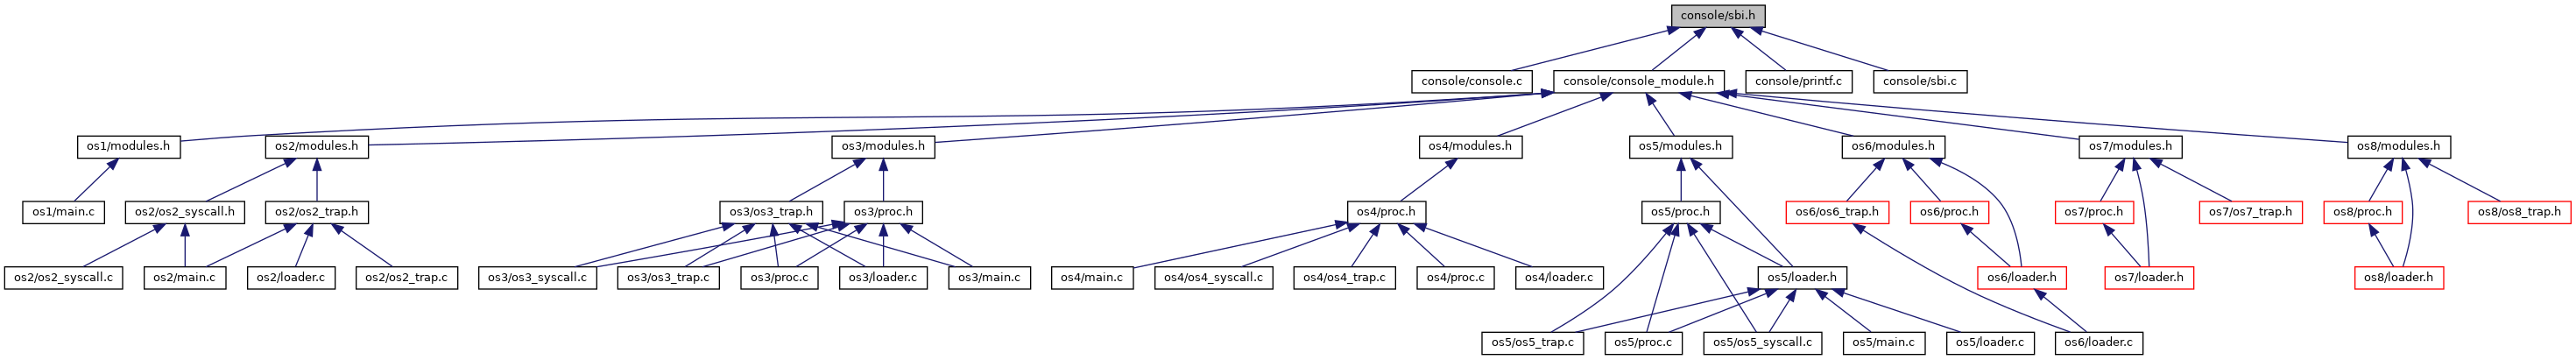 console/sbi.h
console/console.c
console/console_module.h
console/printf.c
console/sbi.c
os1/modules.h
os2/modules.h
os3/modules.h
os4/modules.h
os5/modules.h
os6/modules.h
os7/modules.h
os8/modules.h
os1/main.c
os2/os2_syscall.h
os2/os2_trap.h
os3/os3_trap.h
os3/proc.h
os4/proc.h
os5/proc.h
os6/os6_trap.h
os6/proc.h
os7/proc.h
os7/os7_trap.h
os8/proc.h
os8/os8_trap.h
os2/os2_syscall.c
os2/main.c
os2/loader.c
os2/os2_trap.c
os3/os3_syscall.c
os3/os3_trap.c
os3/proc.c
os3/loader.c
os3/main.c
os4/main.c
os4/os4_syscall.c
os4/os4_trap.c
os4/proc.c
os4/loader.c
os5/loader.h
os6/loader.h
os7/loader.h
os8/loader.h
os5/os5_trap.c
os5/proc.c
os5/os5_syscall.c
os5/main.c
os5/loader.c
os6/loader.c